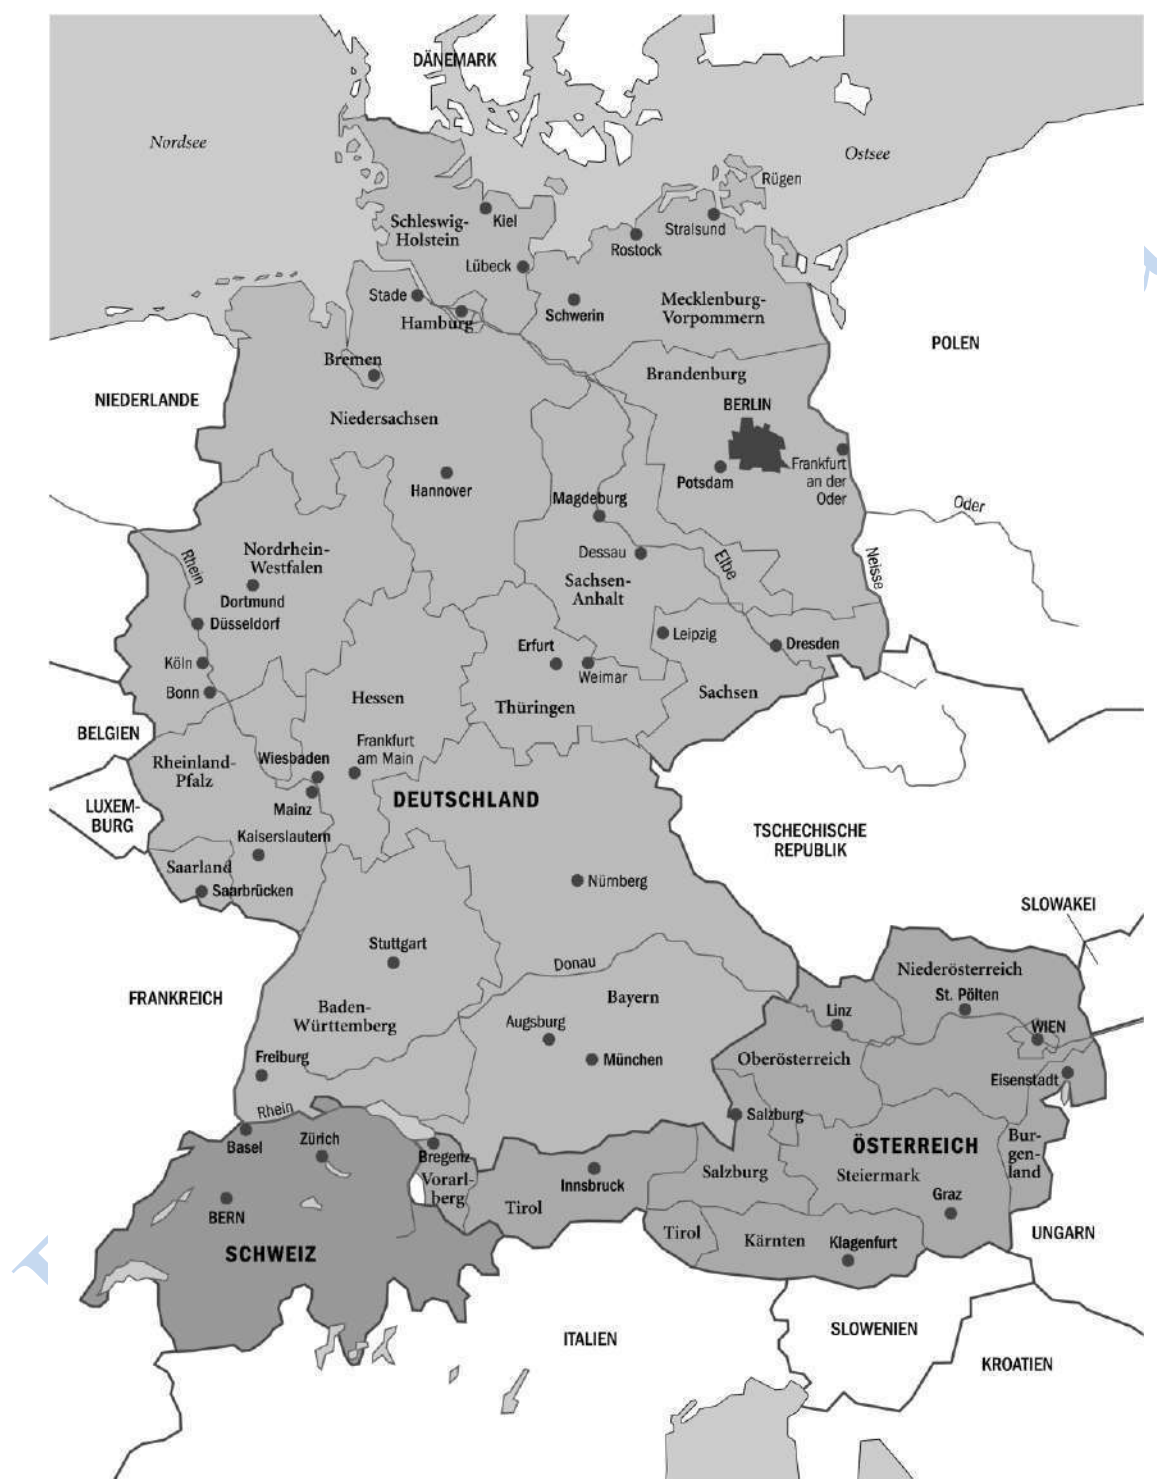 DÄNEMARK
Nordsee
Ostsee
Rügen
Kiel
Stralsund
Schleswig-
Holstein
Rostock
Lübeck
Stade
Hamburg
Schwerin
Mecklenburg-
Vorpommern
POLEN
Bremen
Brandenburg
NIEDERLANDE
BERLIN
Niedersachsen
Frankfurt
an der
Oder
Potsdam
Hannover
Magdeburg
Oder
Nordrhein-
Westfalen
Rhein
Dessau
Elbe
Neisse
Sachsen-
Anhalt
Dortmund
Düsseldorf
Leipzig
Dresden
Erfurt
Weimar
Köln
Bonn
Hessen
Thüringen
Sachsen
BELGIEN
Rheinland-
Pfalz
Wiesbaden
Frankfurt
am Main
Mainz
DEUTSCHLAND
LUXEM-
BURG
Kaiserslautern
TSCHECHISCHE
REPUBLIK
Saarland
Saarbrücken
Nürnberg
SLOWAKEI
Stuttgart
Donau
Niederösterreich
FRANKREICH
Baden-
Württemberg
Bayern
St. Pölten
Linz
WIEN
Augsburg
München
Freiburg
Oberösterreich
Eisenstadt
Rhein
Basel
Zürich
Salzburg
ÖSTERREICH
Bur-
gen-
land
Bregenz
Vorarl-
berg
Innsbruck
Salzburg
Steiermark
Graz
BERN
Tirol
Tirol
Kärnten
Klagenfurt
UNGARN
SCHWEIZ
ITALIEN
SLOWENIEN
KROATIEN